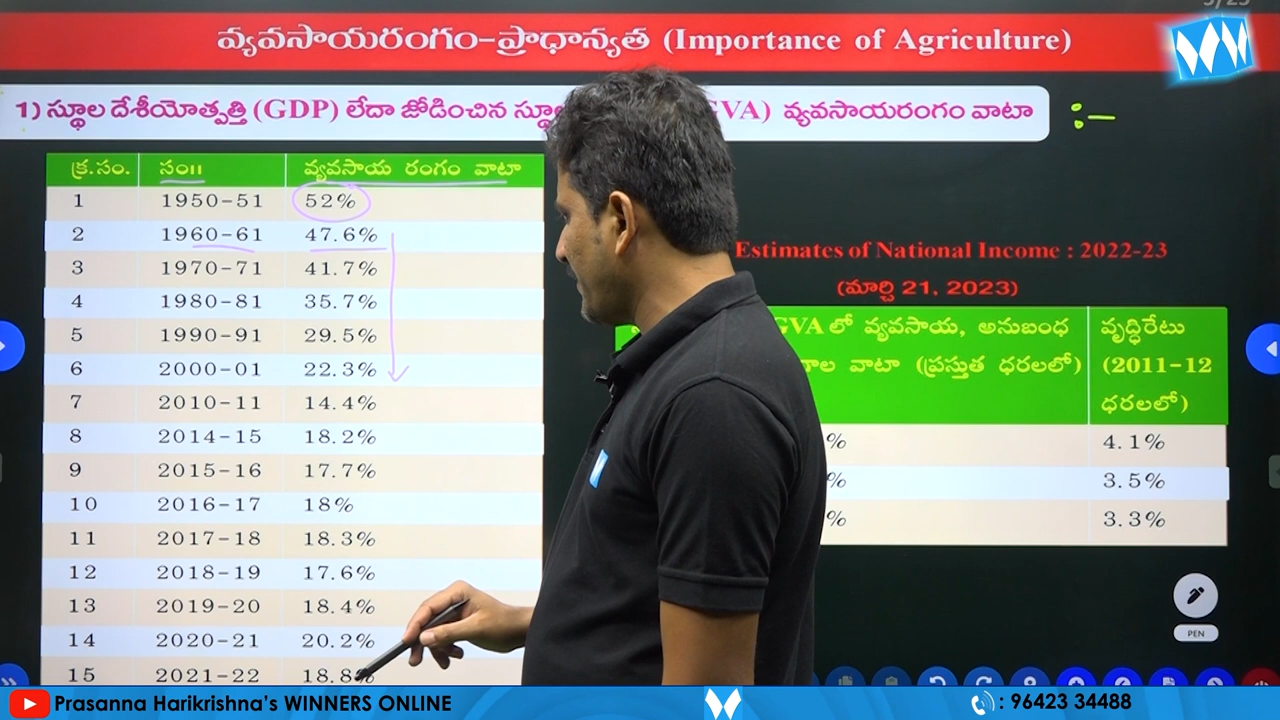 5/25
వ్యవసాయరంగం-ప్రాధాన్యత (Importance of Agriculture)
1) స్థూల దేశీయోత్పత్తి (GDP) లేదా జోడించిన స్థూ GVA) వ్యవసాయరంగం వాటా :-
క్ర.సం. సం॥ వ్యవసాయ రంగం వాటా
1 1950-51 52%
2 1960-61 47.6%
3 1970-71 41.7%
4 1980-81 35.7%
5 1990-91 29.5%
6 2000-01 22.3%
7 2010-11 14.4%
8 2014-15 18.2%
9 2015-16 17.7%
10 2016-17 18%
11 2017-18 18.3%
12 2018-19 17.6%
13 2019-20 18.4%
14 2020-21 20.2%
15 2021-22 18.8%
Estimates of National Income : 2022-23
(మార్చి 21, 2023)
GVA లో వ్యవసాయ, అనుబంధ వృద్ధిరేటు
వాటా (ప్రస్తుత ధరలలో) (2011-12
ధరలలో)
% 4.1%
% 3.5%
% 3.3%
PEN
Prasanna Harikrishna's WINNERS ONLINE
: 96423 34488